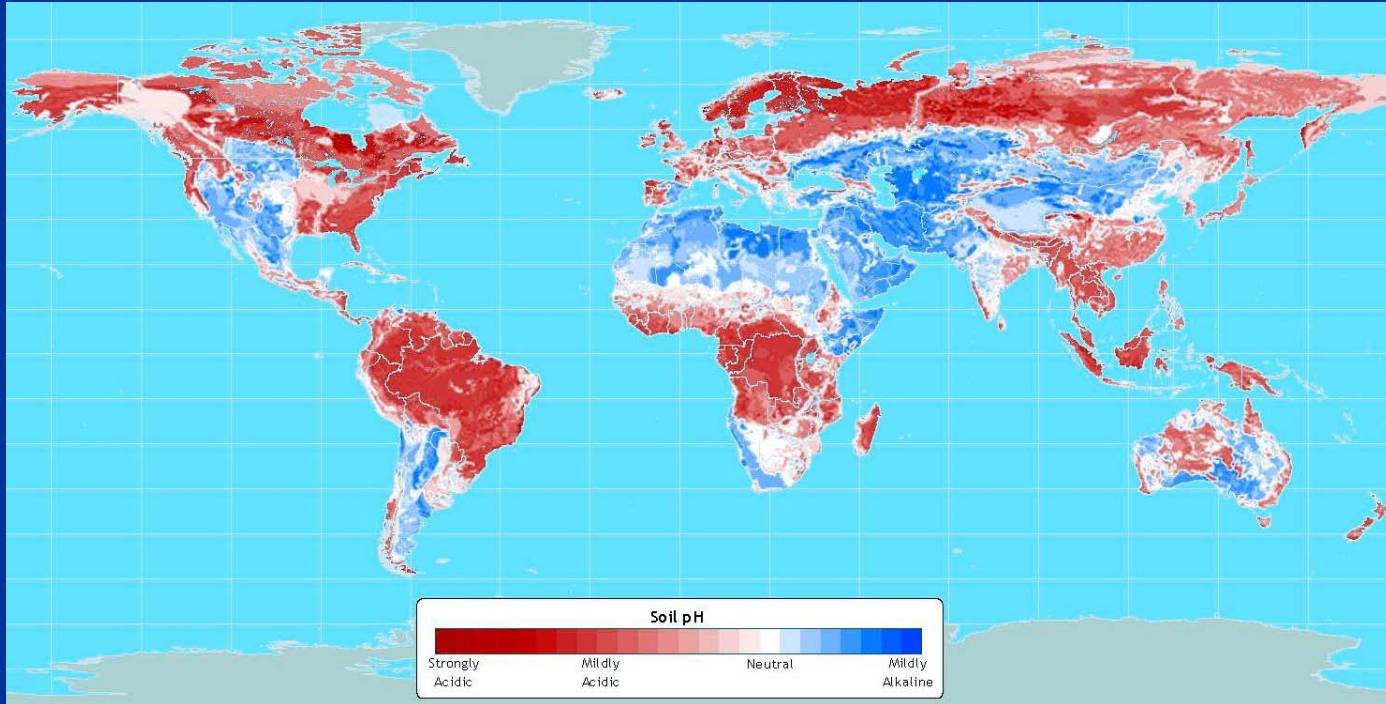 Soil pH
Strongly Acidic
Mildly Acidic
Neutral
Mildly Alkaline